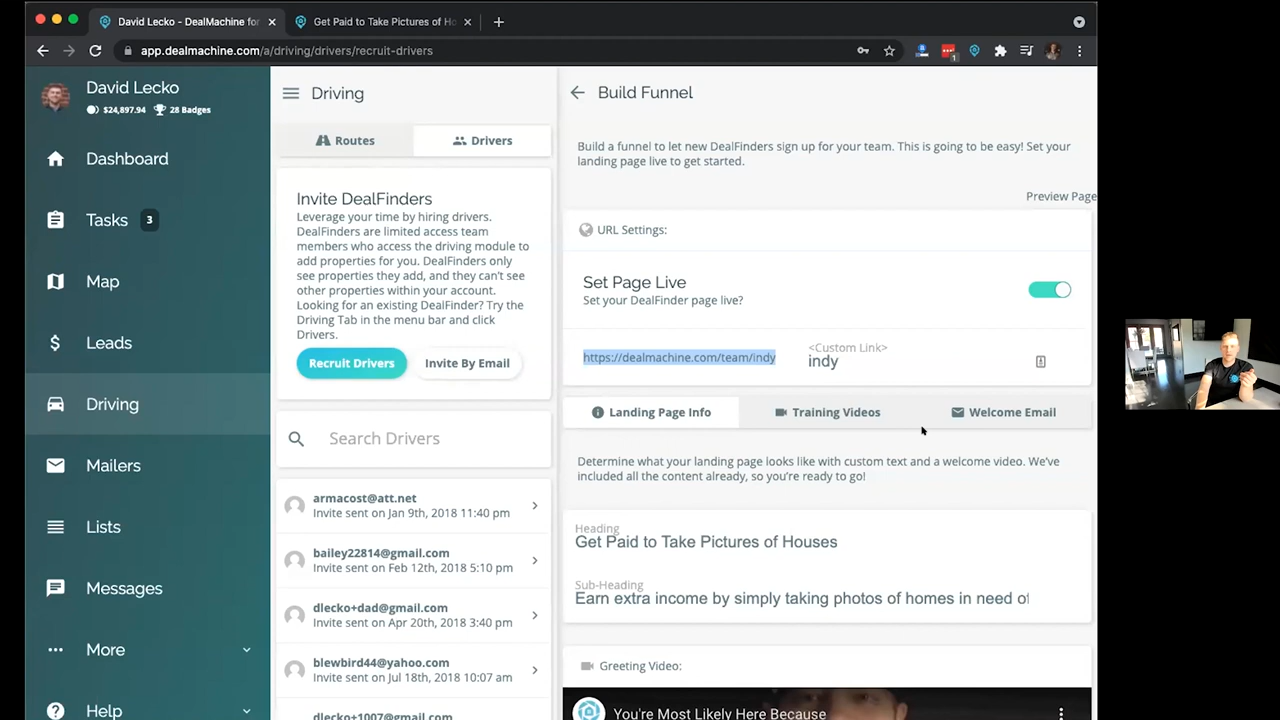 David Lecko - DealMachine for
Get Paid to Take Pictures of Ho
app.dealmachine.com/a/driving/drivers/recruit-drivers
1
David Lecko
$24,897.94 28 Badges
Dashboard
Tasks 3
Map
Leads
Driving
Mailers
Lists
Messages
More
Help
Driving
Routes
Drivers
Invite DealFinders
Leverage your time by hiring drivers.
DealFinders are limited access team
members who access the driving module to
add properties for you. DealFinders only
see properties they add, and they can't see
other properties within your account.
Looking for an existing DealFinder? Try the
Driving Tab in the menu bar and click
Drivers.
Recruit Drivers
Invite By Email
Search Drivers
armacost@att.net
Invite sent on Jan 9th, 2018 11:40 pm
bailey22814@gmail.com
Invite sent on Feb 12th, 2018 5:10 pm
dlecko+dad@gmail.com
Invite sent on Apr 20th, 2018 3:40 pm
blewbird44@yahoo.com
Invite sent on Jul 18th, 2018 10:07 am
dlecko+1007@gmail.com
Build Funnel
Build a funnel to let new DealFinders sign up for your team. This is going to be easy! Set your
landing page live to get started.
Preview Page
URL Settings:
Set Page Live
Set your DealFinder page live?
https://dealmachine.com/team/indy
<Custom Link>
indy
Landing Page Info
Training Videos
Welcome Email
Determine what your landing page looks like with custom text and a welcome video. We've
included all the content already, so you're ready to go!
Heading
Get Paid to Take Pictures of Houses
Sub-Heading
Earn extra income by simply taking photos of homes in need of
Greeting Video:
You're Most Likely Here Because